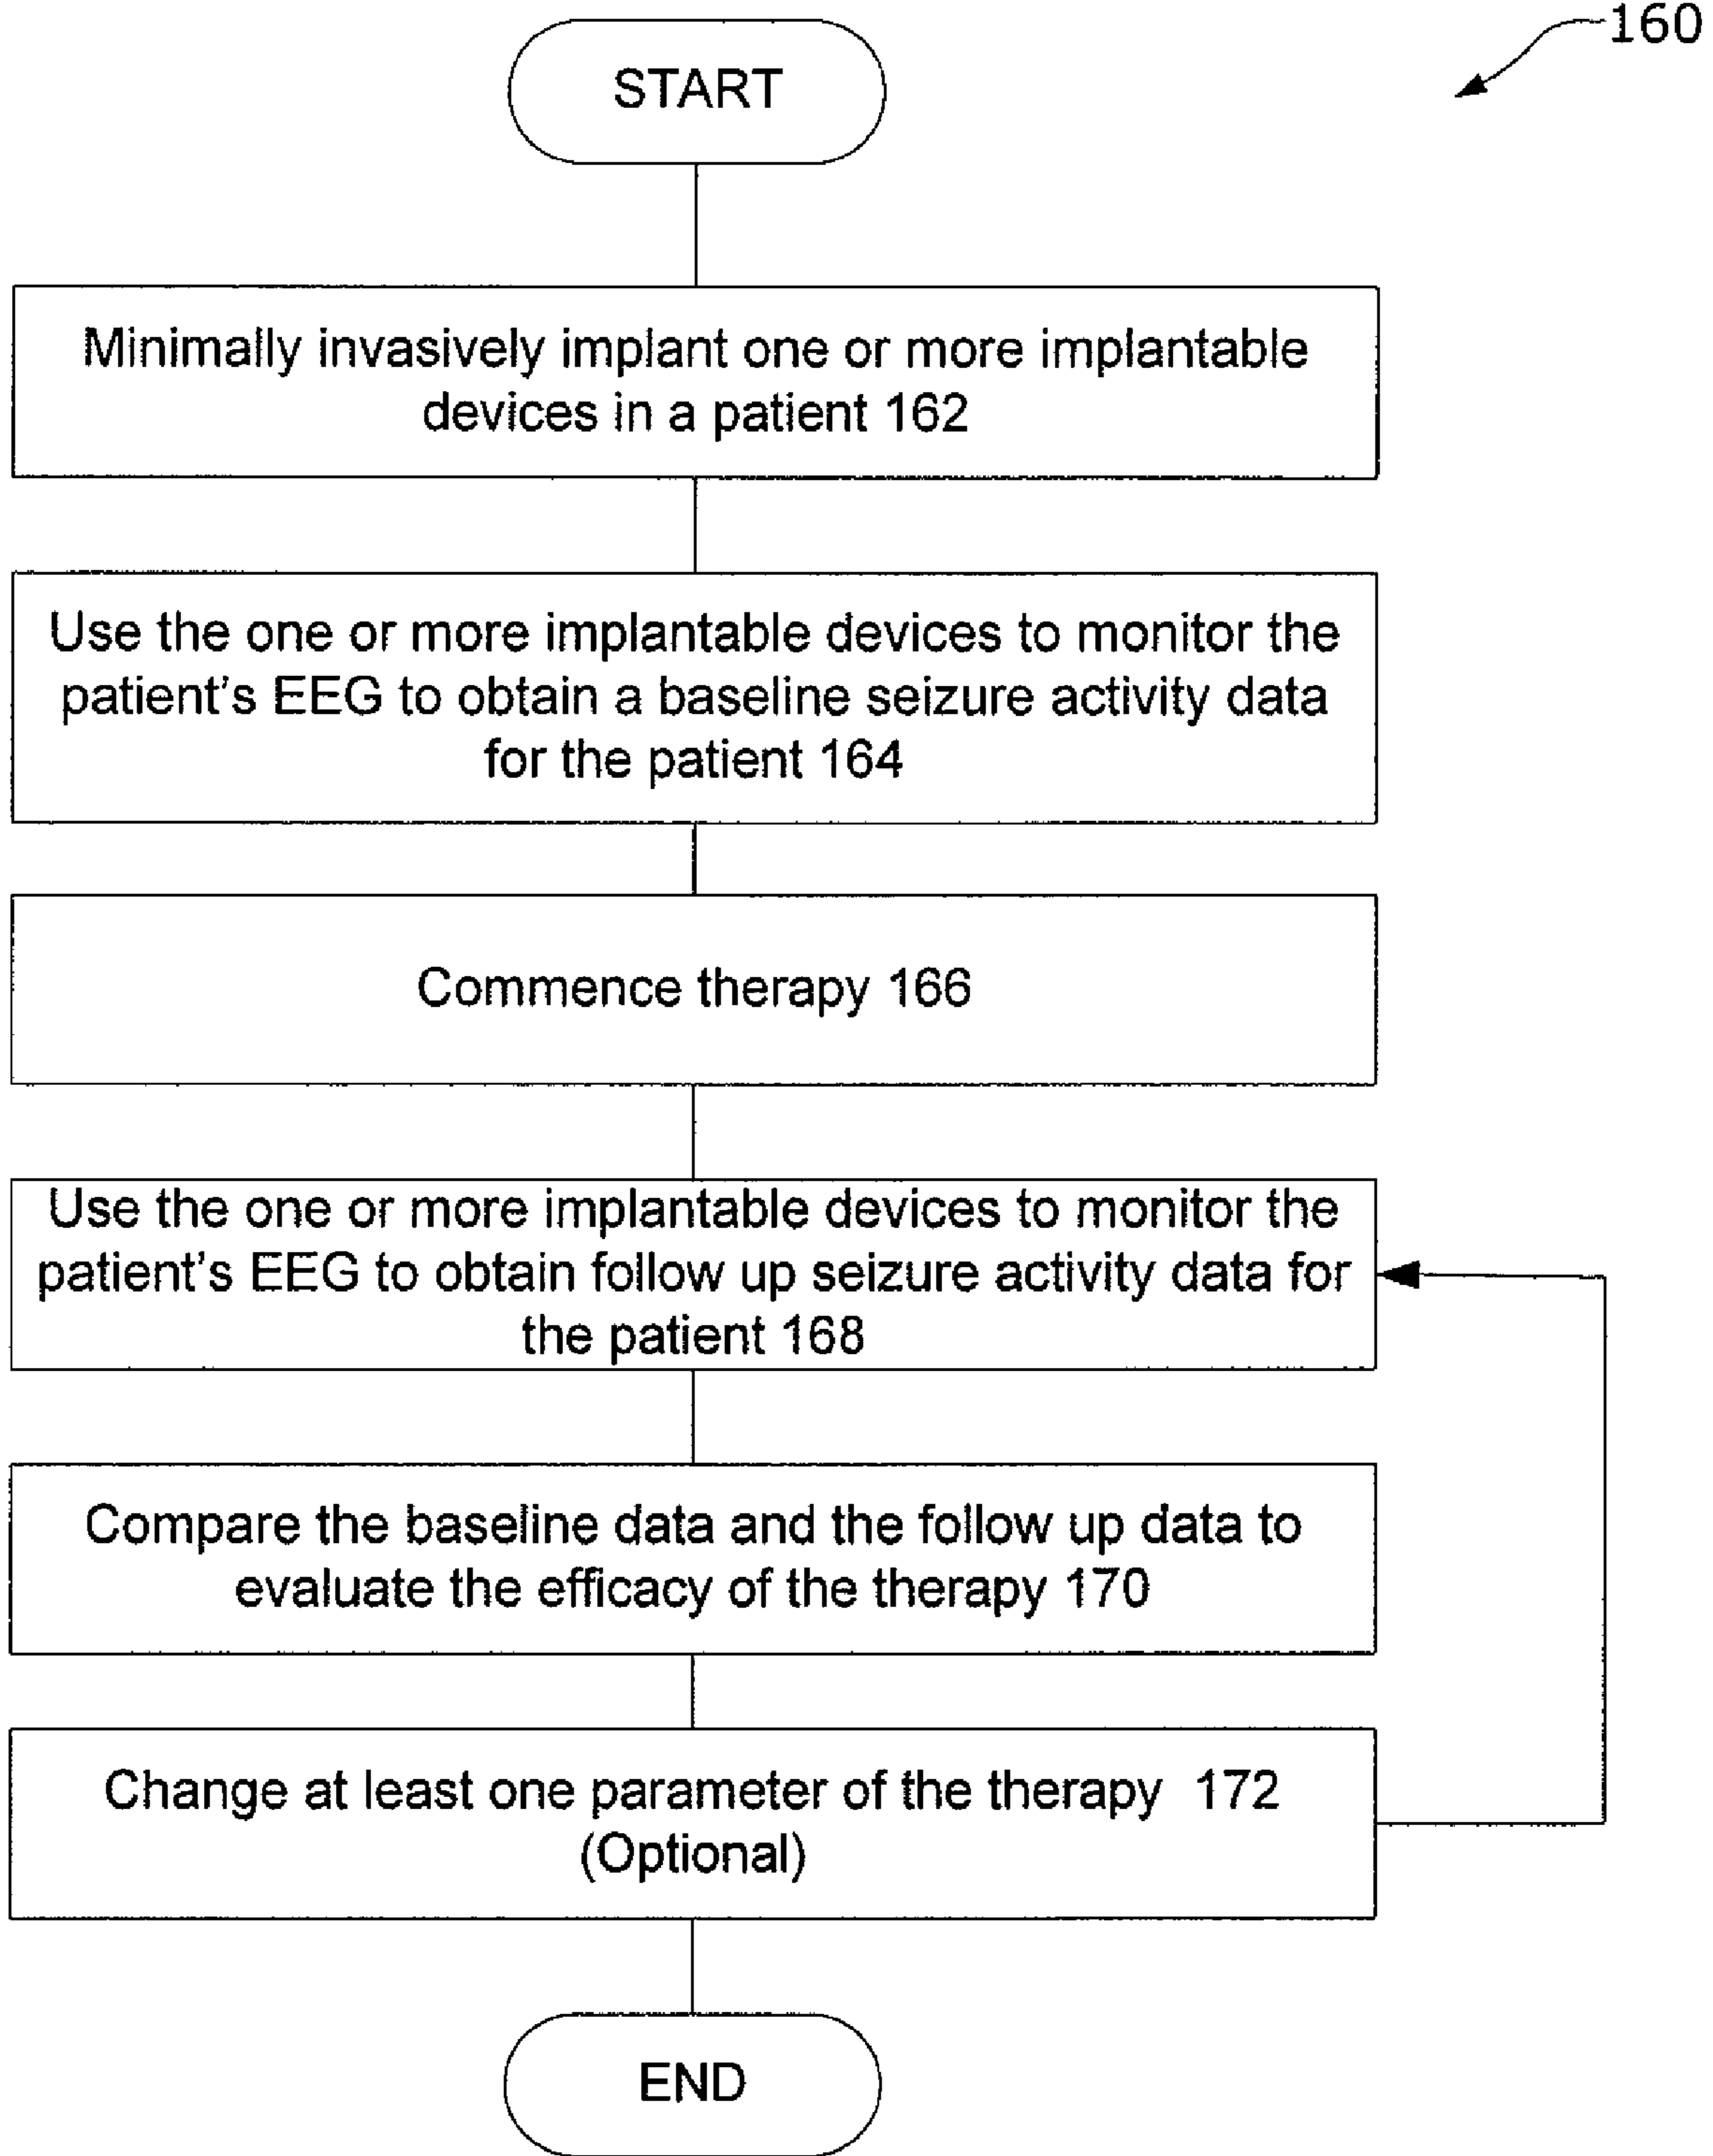 160
START
Minimally invasively implant one or more implantable
devices in a patient 162
Use the one or more implantable devices to monitor the
patient's EEG to obtain a baseline seizure activity data
for the patient 164
Commence therapy 166
Use the one or more implantable devices to monitor the
patient's EEG to obtain follow up seizure activity data for
the patient 168
Compare the baseline data and the follow up data to
evaluate the efficacy of the therapy 170
Change at least one parameter of the therapy 172
(Optional)
END